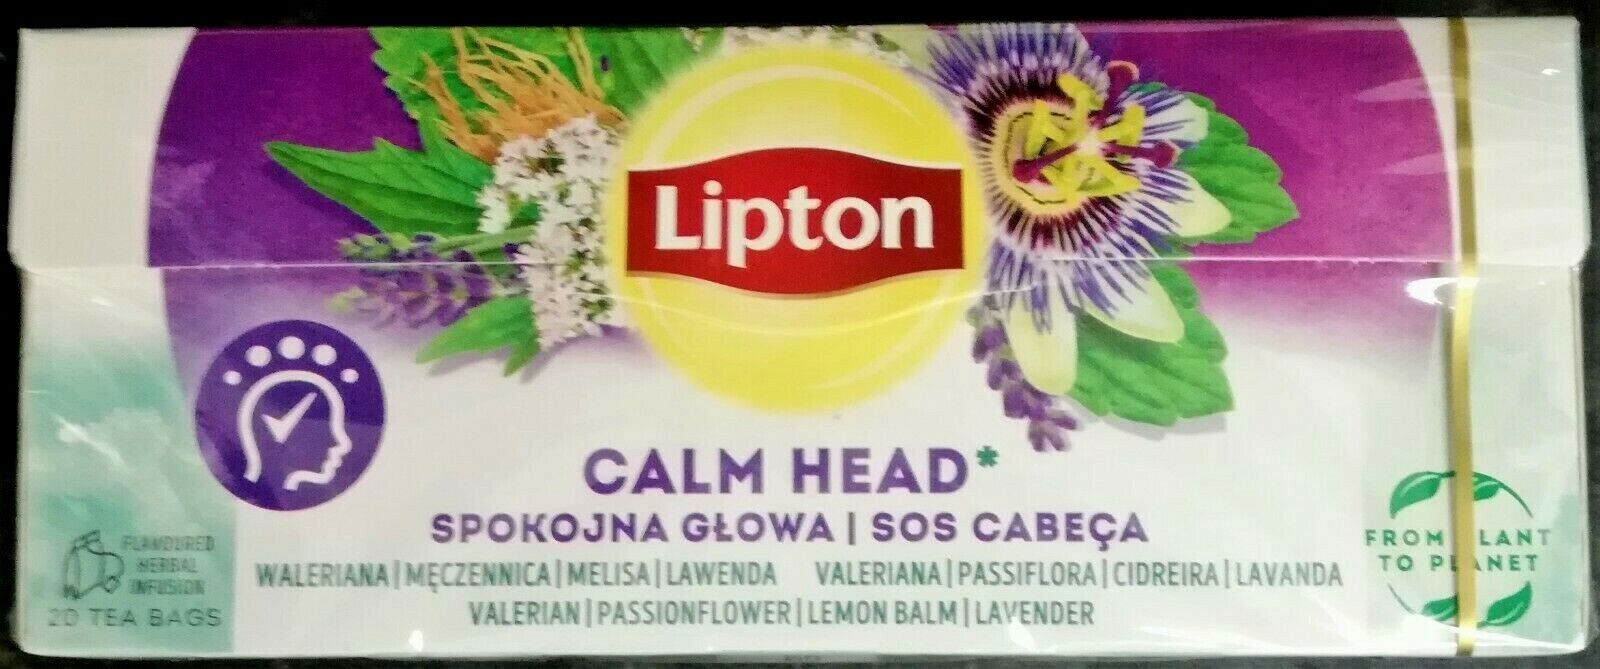 Lipton
CALM HEAD*
SPOKOJNA GŁOWA | SOS CABEÇA
WALERIANA | MĘCZENNICA | MELISA | LAWENDA VALERIANA | PASSIFLORA | CIDREIRA | LAVANDA
VALERIAN | PASSIONFLOWER | LEMON BALM | LAVENDER
FLAVOURED
HERBAL
INFUSION
20 TEA BAGS
FROM PLANT
TO PLANET